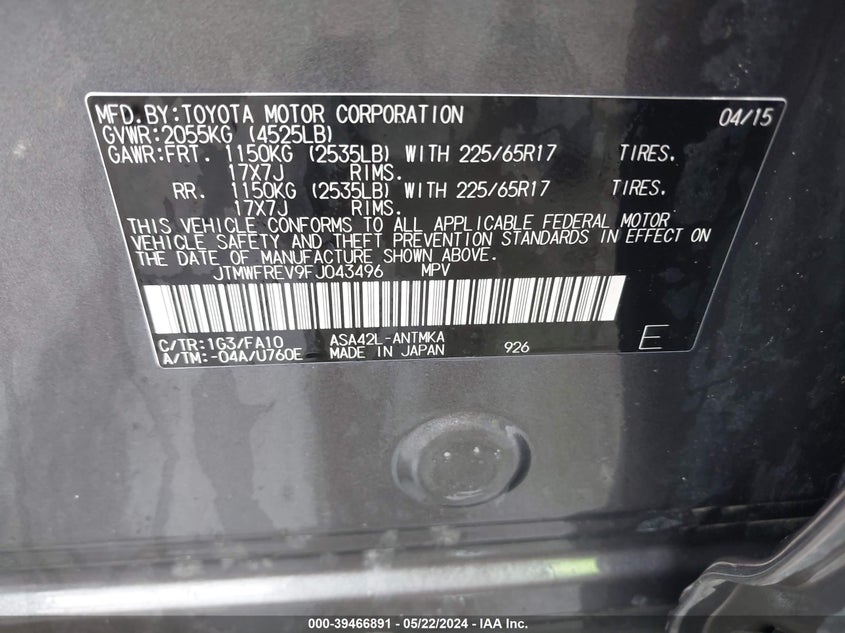 MFD.BY:TOYOTA MOTOR CORPORATION 04/15
GVWR:2055KG (4525LB)
GAWR:FRT. 1150KG (2535LB) WITH 225/65R17 TIRES.
17X7J RIMS.
RR. 1150KG (2535LB) WITH 225/65R17 TIRES.
17X7J RIMS.
THIS VEHICLE CONFORMS TO ALL APPLICABLE FEDERAL MOTOR
VEHICLE SAFETY AND THEFT PREVENTION STANDARDS IN EFFECT ON
THE DATE OF MANUFACTURE SHOWN ABOVE.
JTMWFREV9FJ043496 MPV
C/TR:1G3/FA10 ASA42L-ANTMKA
A/TM:-04A/U760E MADE IN JAPAN 926 E
000-39466891 - 05/22/2024 - IAA Inc.